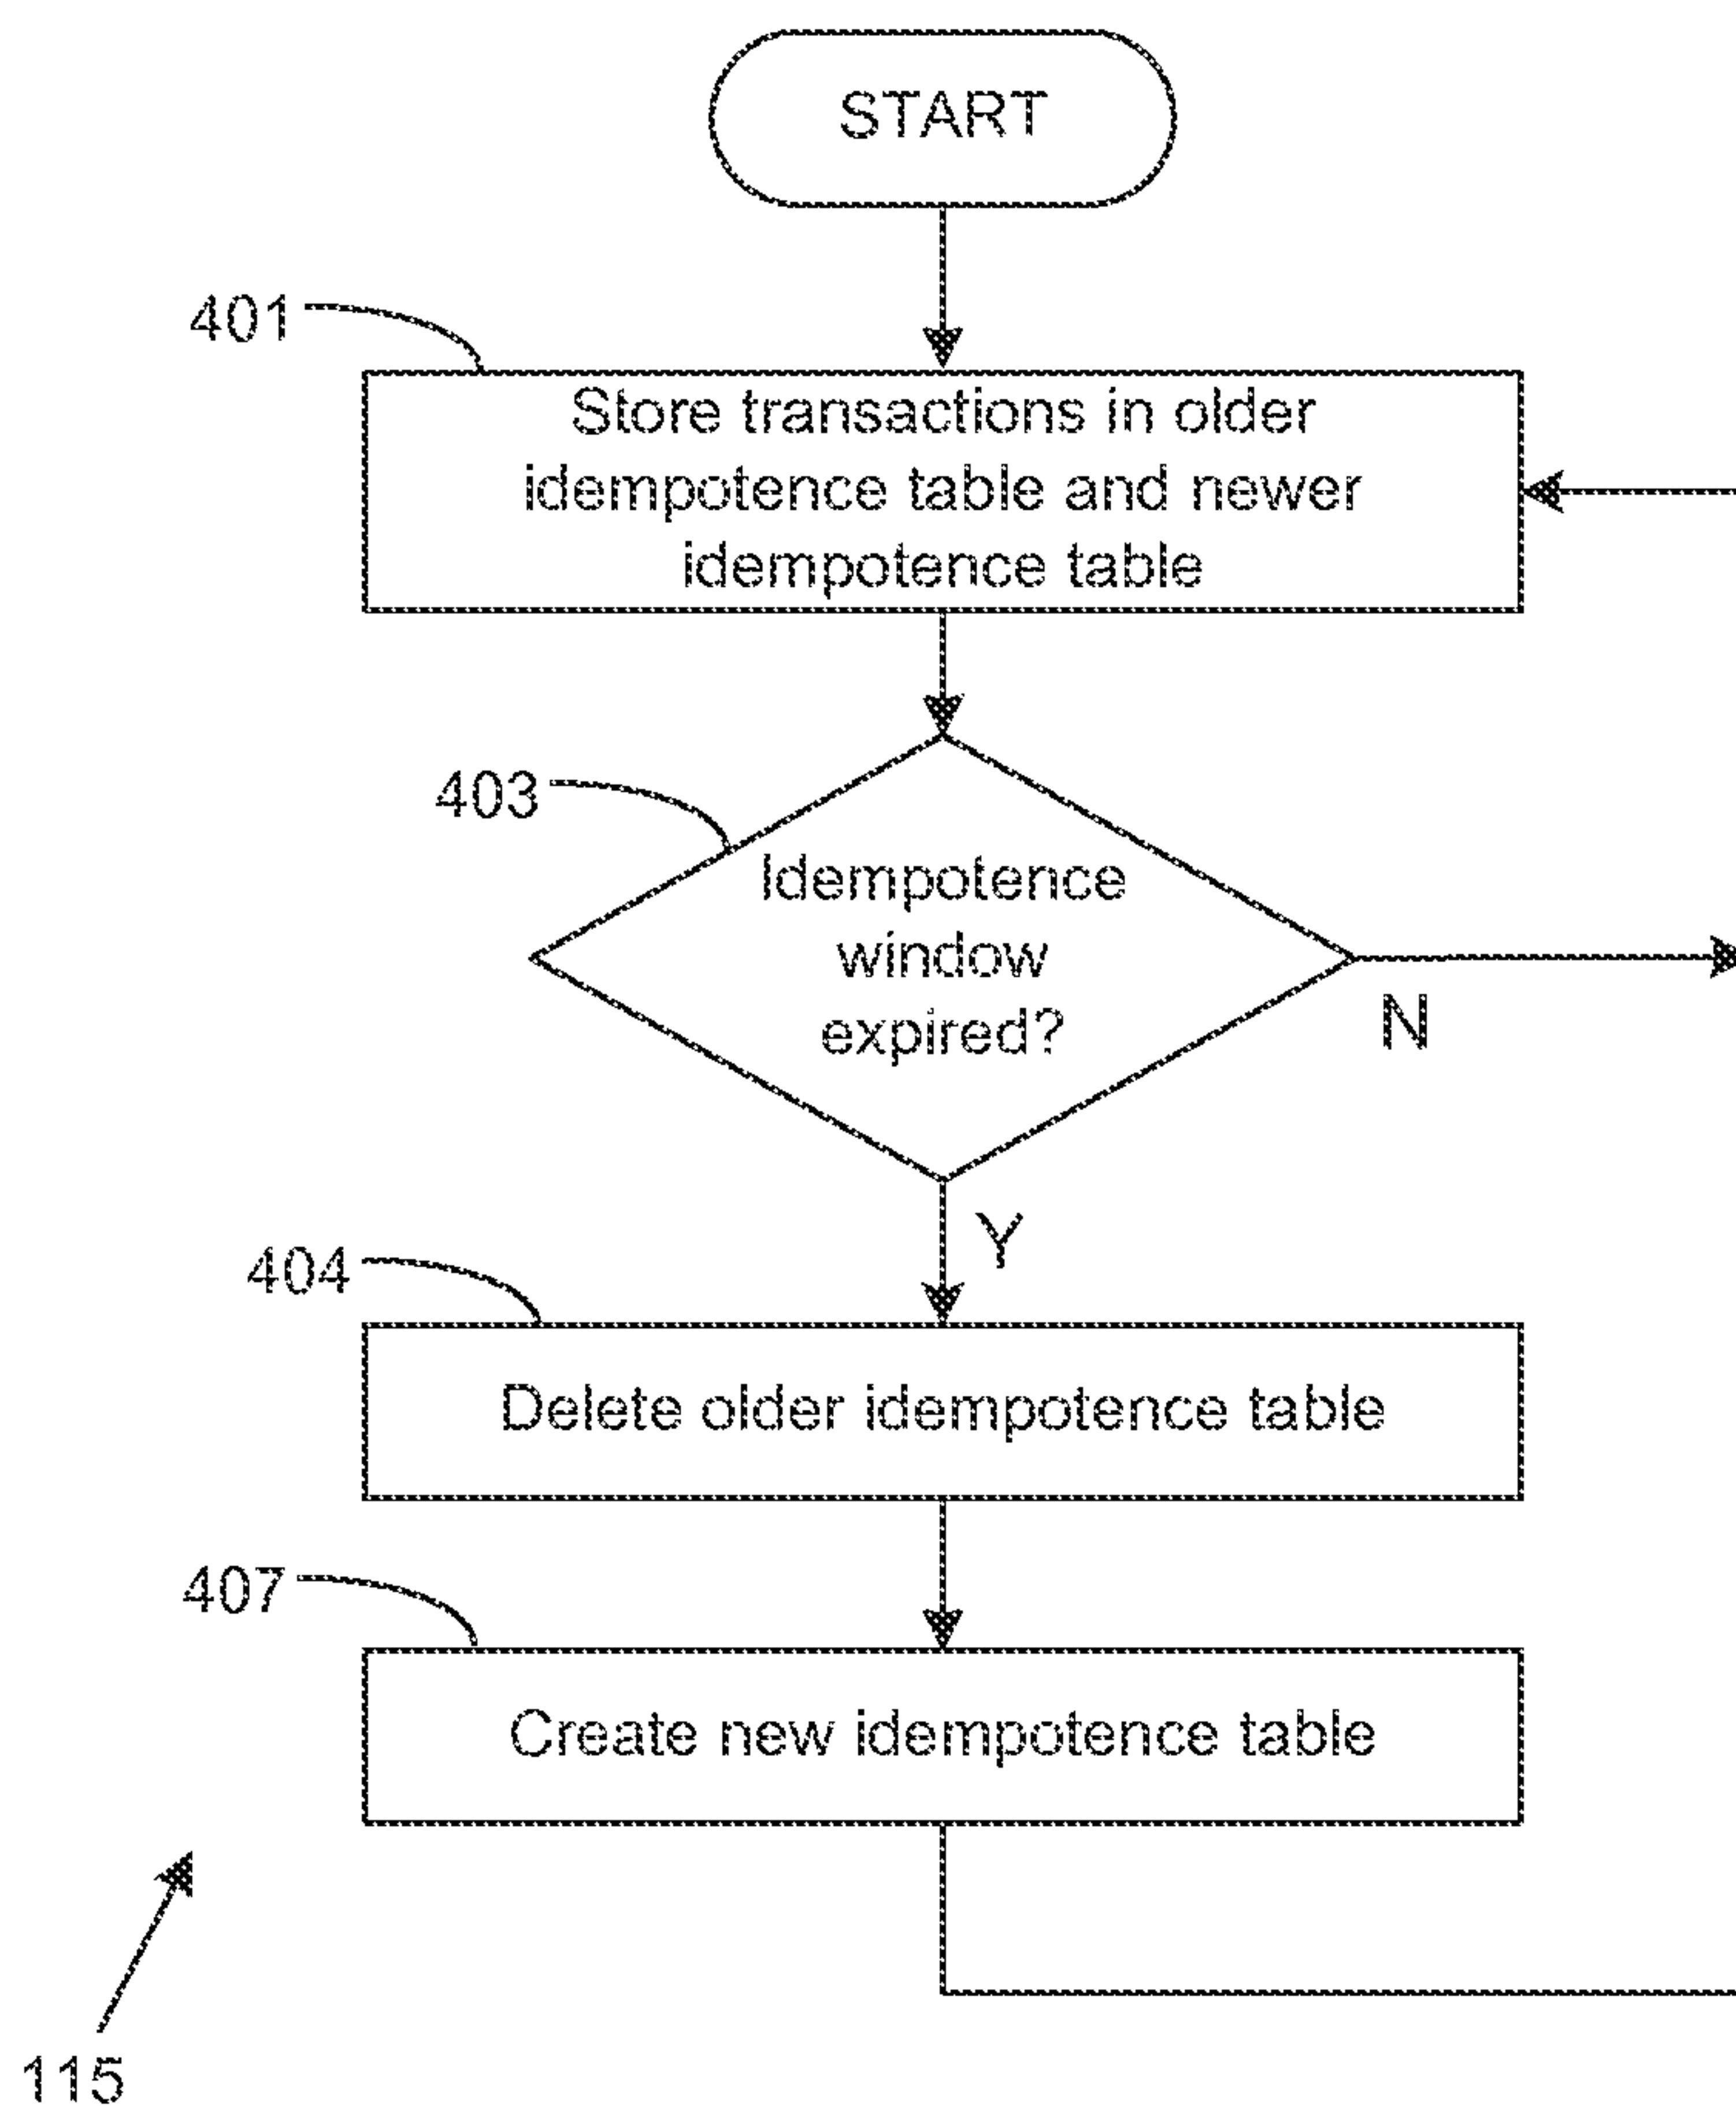 START
401
Store transactions in older
idempotence table and newer
idempotence table
403
Idempotence
window
expired?
N
Y
404
Delete older idempotence table
407
Create new idempotence table
115